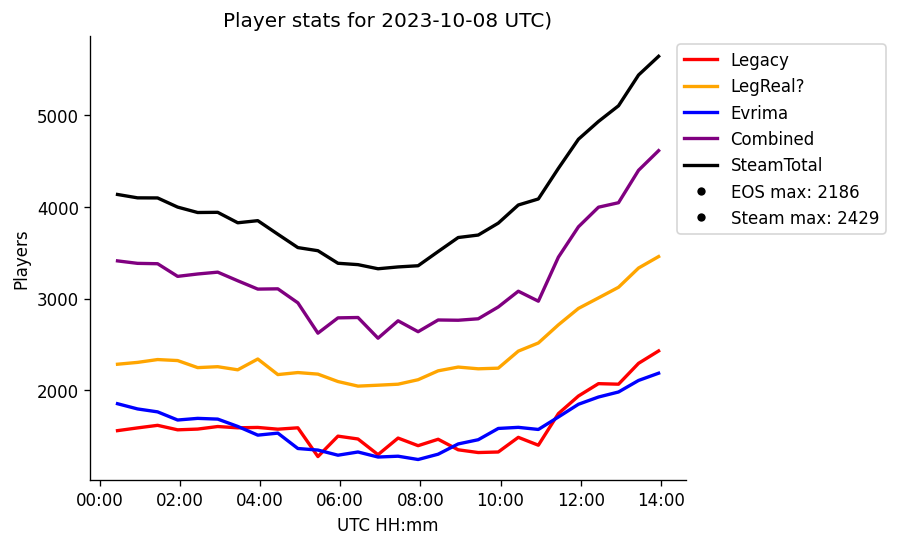 Player stats for 2023-10-08 UTC)
Legacy
LegReal?
Evrima
Combined
SteamTotal
EOS max: 2186
Steam max: 2429
Players
5000
4000
3000
2000
00:00 02:00 04:00 06:00 08:00 10:00 12:00 14:00
UTC HH:mm